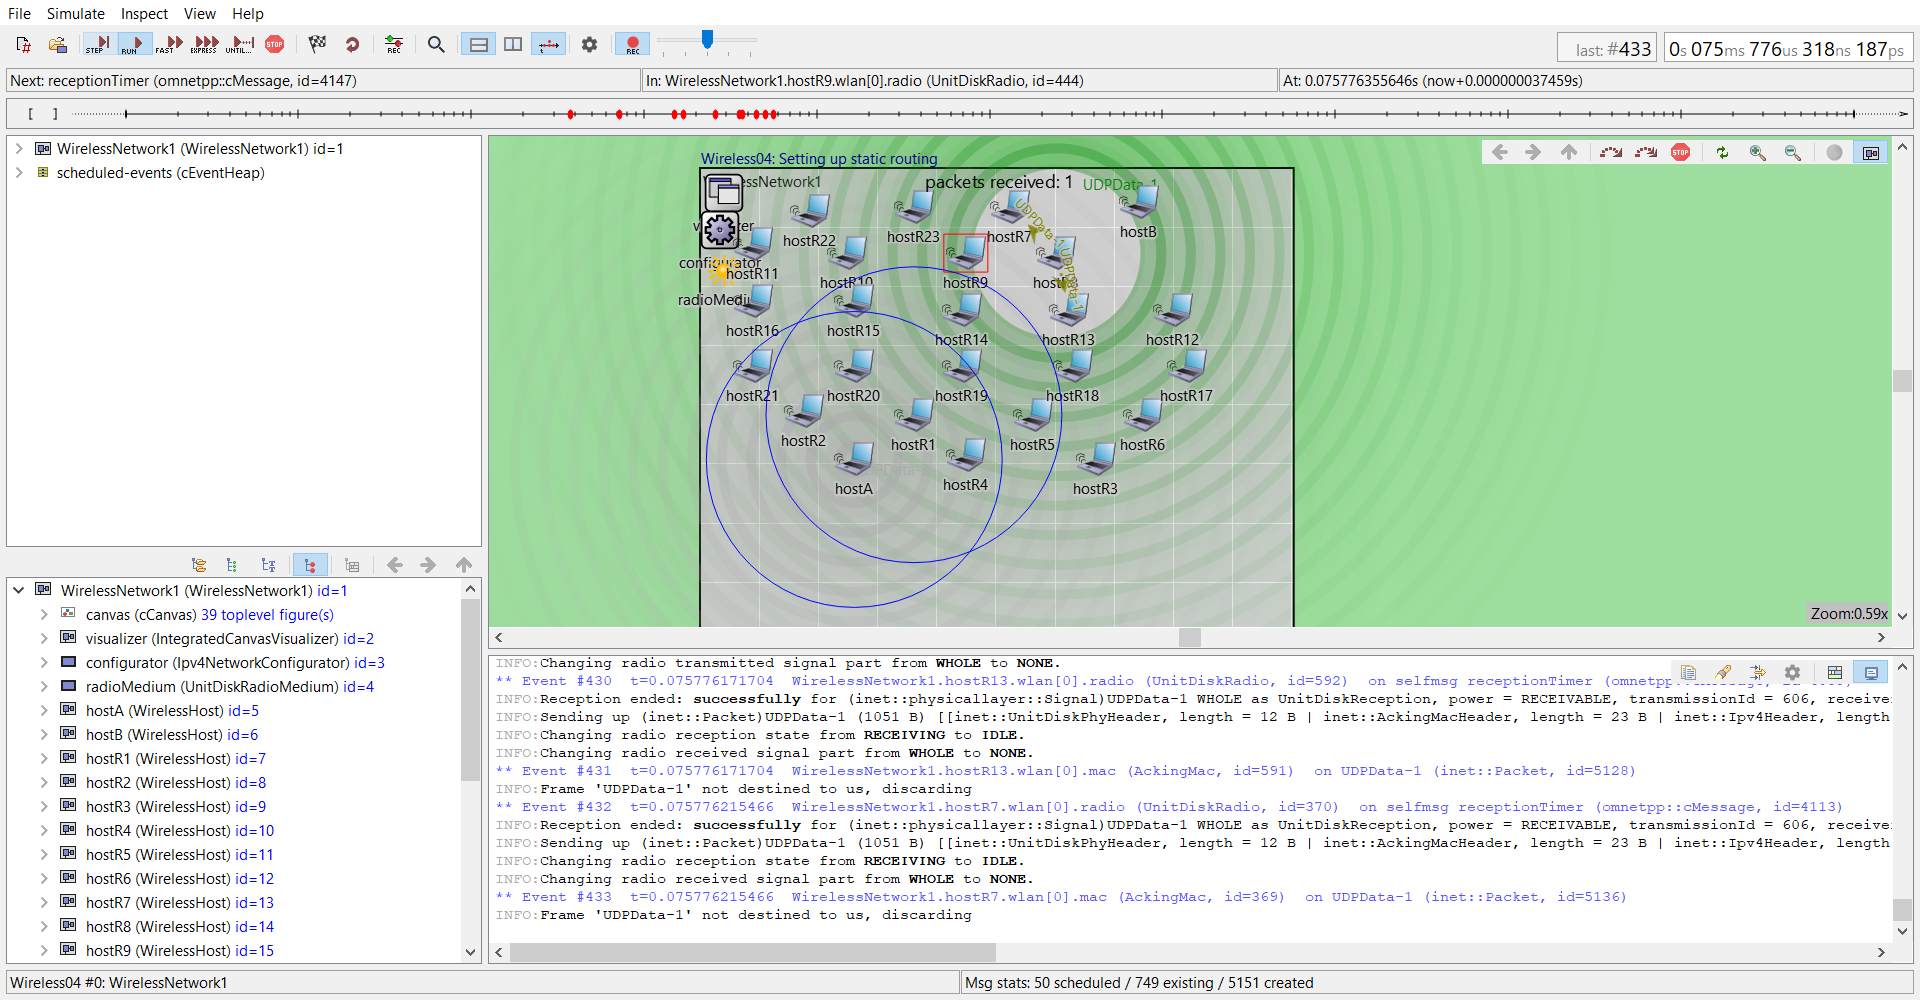 File Simulate Inspect View Help
STEP RUN FAST EXPRESS UNTIL... STOP REC REC
last: #433 0s 075ms 776us 318ns 187ps
Next: receptionTimer (omnetpp::cMessage, id=4147) In: WirelessNetwork1.hostR9.wlan[0].radio (UnitDiskRadio, id=444) At: 0.075776355646s (now+0.000000037459s)
[ ]
WirelessNetwork1 (WirelessNetwork1) id=1
scheduled-events (cEventHeap)
WirelessNetwork1 (WirelessNetwork1) id=1
canvas (cCanvas) 39 toplevel figure(s)
visualizer (IntegratedCanvasVisualizer) id=2
configurator (Ipv4NetworkConfigurator) id=3
radioMedium (UnitDiskRadioMedium) id=4
hostA (WirelessHost) id=5
hostB (WirelessHost) id=6
hostR1 (WirelessHost) id=7
hostR2 (WirelessHost) id=8
hostR3 (WirelessHost) id=9
hostR4 (WirelessHost) id=10
hostR5 (WirelessHost) id=11
hostR6 (WirelessHost) id=12
hostR7 (WirelessHost) id=13
hostR8 (WirelessHost) id=14
hostR9 (WirelessHost) id=15
Wireless04: Setting up static routing
STOP
essNetwork1 packets received: 1 UDPData-1
UDPData-1
UDPData-1
hostR22 hostR23 hostR7 hostB
configurator hostR11 hostR10 hostR9
radioMediu
hostR16 hostR15 hostR14 hostR13 hostR12
hostR21 hostR20 hostR19 hostR18 hostR17
hostR2 hostR1 hostR5 hostR6
hostA hostR4 hostR3
Zoom:0.59x
INFO:Changing radio transmitted signal part from WHOLE to NONE.
** Event #430 t=0.075776171704 WirelessNetwork1.hostR13.wlan[0].radio (UnitDiskRadio, id=592) on selfmsg receptionTimer (omnetpp::cMessage,
INFO:Reception ended: successfully for (inet::physicallayer::Signal)UDPData-1 WHOLE as UnitDiskReception, power = RECEIVABLE, transmissionId = 606, receive
INFO:Sending up (inet::Packet)UDPData-1 (1051 B) [[inet::UnitDiskPhyHeader, length = 12 B | inet::AckingMacHeader, length = 23 B | inet::Ipv4Header, length
INFO:Changing radio reception state from RECEIVING to IDLE.
INFO:Changing radio received signal part from WHOLE to NONE.
** Event #431 t=0.075776171704 WirelessNetwork1.hostR13.wlan[0].mac (AckingMac, id=591) on UDPData-1 (inet::Packet, id=5128)
INFO:Frame 'UDPData-1' not destined to us, discarding
** Event #432 t=0.075776215466 WirelessNetwork1.hostR7.wlan[0].radio (UnitDiskRadio, id=370) on selfmsg receptionTimer (omnetpp::cMessage, id=4113)
INFO:Reception ended: successfully for (inet::physicallayer::Signal)UDPData-1 WHOLE as UnitDiskReception, power = RECEIVABLE, transmissionId = 606, receive
INFO:Sending up (inet::Packet)UDPData-1 (1051 B) [[inet::UnitDiskPhyHeader, length = 12 B | inet::AckingMacHeader, length = 23 B | inet::Ipv4Header, length
INFO:Changing radio reception state from RECEIVING to IDLE.
INFO:Changing radio received signal part from WHOLE to NONE.
** Event #433 t=0.075776215466 WirelessNetwork1.hostR7.wlan[0].mac (AckingMac, id=369) on UDPData-1 (inet::Packet, id=5136)
INFO:Frame 'UDPData-1' not destined to us, discarding
Wireless04 #0: WirelessNetwork1 Msg stats: 50 scheduled / 749 existing / 5151 created